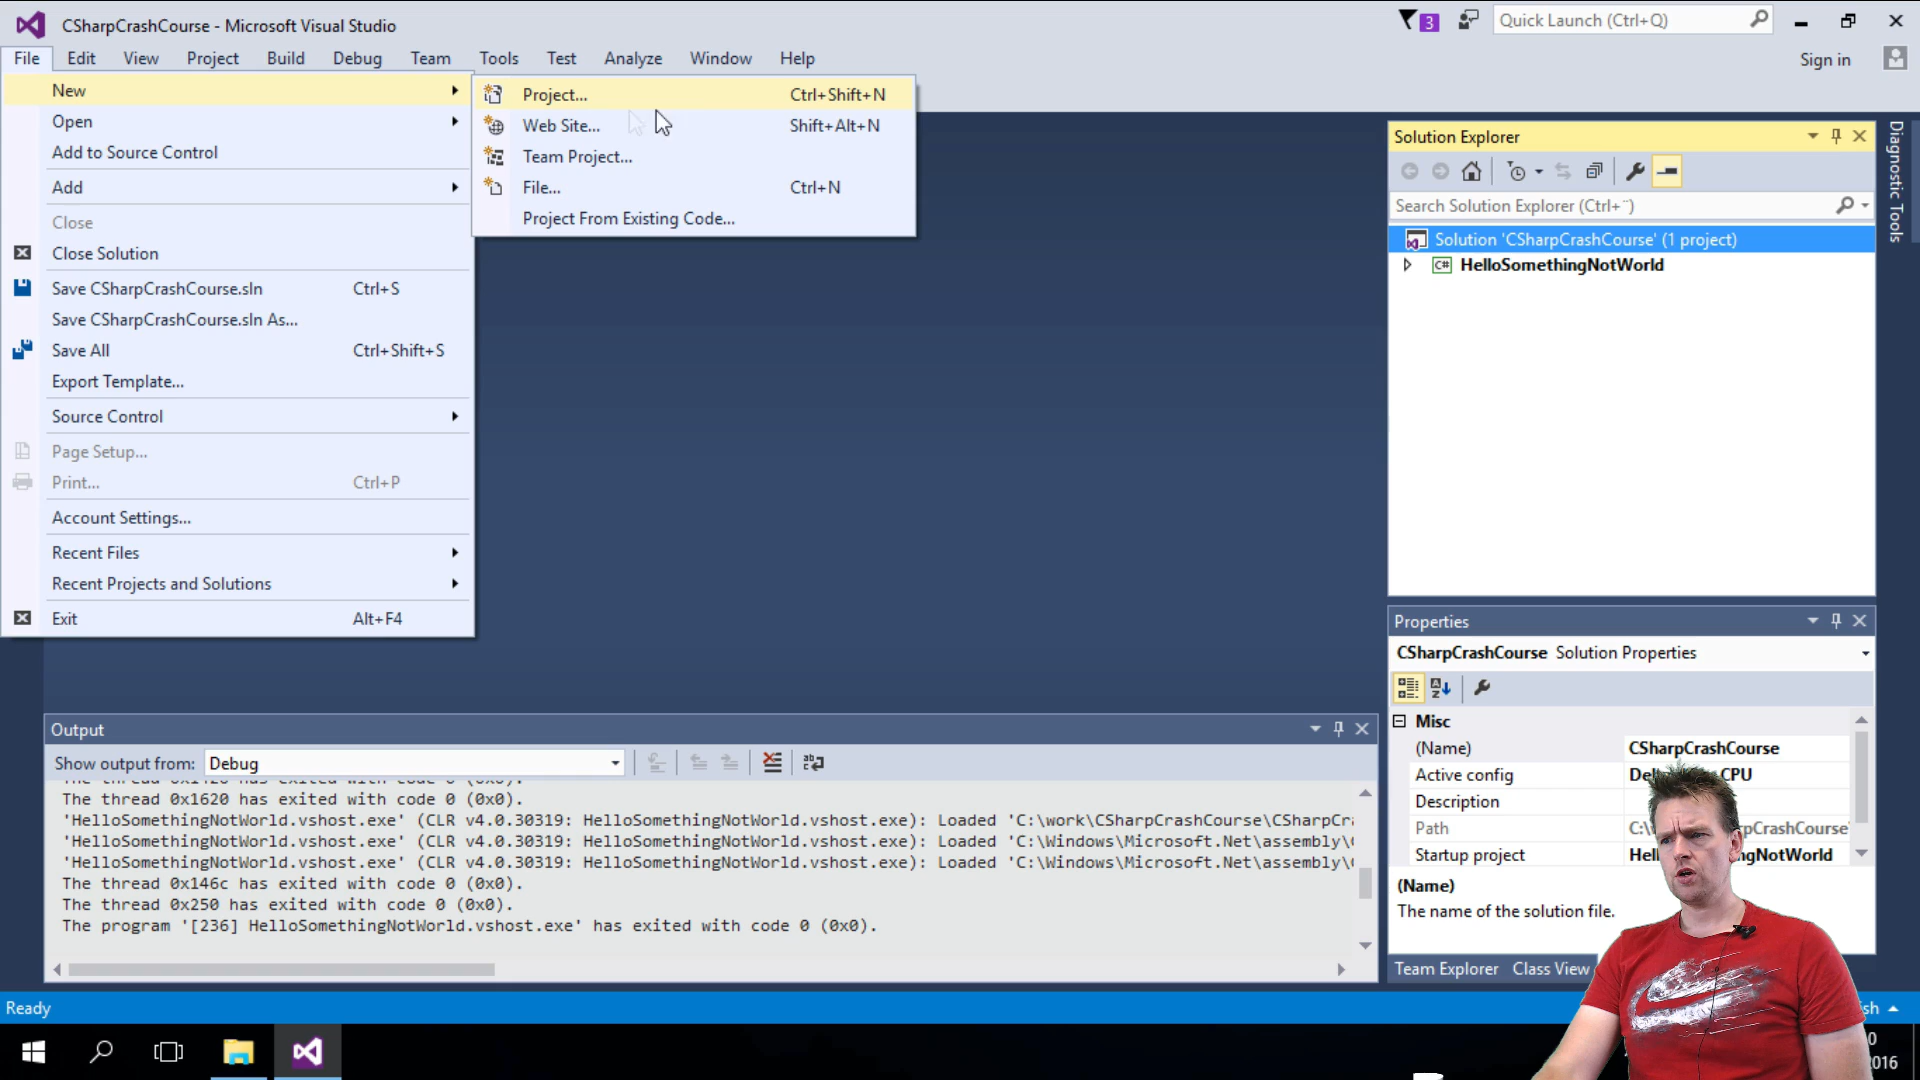 CSharpCrashCourse - Microsoft Visual Studio
3
Quick Launch (Ctrl+Q)
File Edit View Project Build Debug Team Tools Test Analyze Window Help
Sign in
New
Open
Add to Source Control
Add
Close
Close Solution
Save CSharpCrashCourse.sln Ctrl+S
Save CSharpCrashCourse.sln As...
Save All Ctrl+Shift+S
Export Template...
Source Control
Page Setup...
Print... Ctrl+P
Account Settings...
Recent Files
Recent Projects and Solutions
Exit Alt+F4
Project... Ctrl+Shift+N
Web Site... Shift+Alt+N
Team Project...
File... Ctrl+N
Project From Existing Code...
Solution Explorer
Search Solution Explorer (Ctrl+¨)
Solution 'CSharpCrashCourse' (1 project)
C# HelloSomethingNotWorld
Diagnostic Tools
Properties
CSharpCrashCourse Solution Properties
Misc
(Name) CSharpCrashCourse
Active config CPU
Description
Path C:\ pCrashCourse
Startup project Hel ngNotWorld
(Name)
The name of the solution file.
Team Explorer Class View
Output
Show output from: Debug
The thread 0x1620 has exited with code 0 (0x0).
'HelloSomethingNotWorld.vshost.exe' (CLR v4.0.30319: HelloSomethingNotWorld.vshost.exe): Loaded 'C:\work\CSharpCrashCourse\CSharpCr
'HelloSomethingNotWorld.vshost.exe' (CLR v4.0.30319: HelloSomethingNotWorld.vshost.exe): Loaded 'C:\Windows\Microsoft.Net\assembly\
'HelloSomethingNotWorld.vshost.exe' (CLR v4.0.30319: HelloSomethingNotWorld.vshost.exe): Loaded 'C:\Windows\Microsoft.Net\assembly\
The thread 0x146c has exited with code 0 (0x0).
The thread 0x250 has exited with code 0 (0x0).
The program '[236] HelloSomethingNotWorld.vshost.exe' has exited with code 0 (0x0).
Ready
sh
0
2016